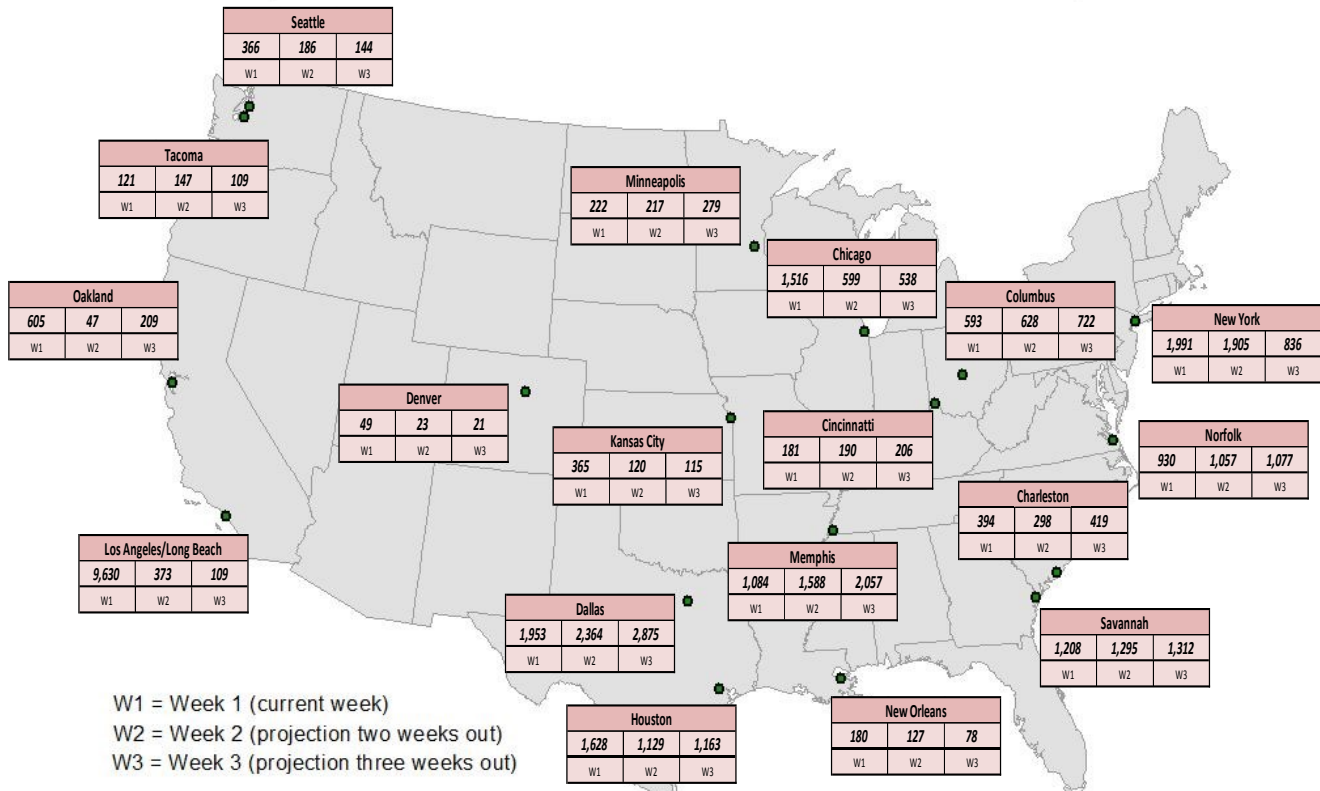 Seattle
366 186 144
W1 W2 W3
Tacoma
121 147 109
W1 W2 W3
Minneapolis
222 217 279
W1 W2 W3
Chicago
1,516 599 538
W1 W2 W3
Oakland
605 47 209
W1 W2 W3
Columbus
593 628 722
W1 W2 W3
New York
1,991 1,905 836
W1 W2 W3
Denver
49 23 21
W1 W2 W3
Kansas City
365 120 115
W1 W2 W3
Cincinnatti
181 190 206
W1 W2 W3
Norfolk
930 1,057 1,077
W1 W2 W3
Charleston
394 298 419
W1 W2 W3
Los Angeles/Long Beach
9,630 373 109
W1 W2 W3
Memphis
1,084 1,588 2,057
W1 W2 W3
Dallas
1,953 2,364 2,875
W1 W2 W3
Savannah
1,208 1,295 1,312
W1 W2 W3
Houston
1,628 1,129 1,163
W1 W2 W3
New Orleans
180 127 78
W1 W2 W3
W1 = Week 1 (current week)
W2 = Week 2 (projection two weeks out)
W3 = Week 3 (projection three weeks out)